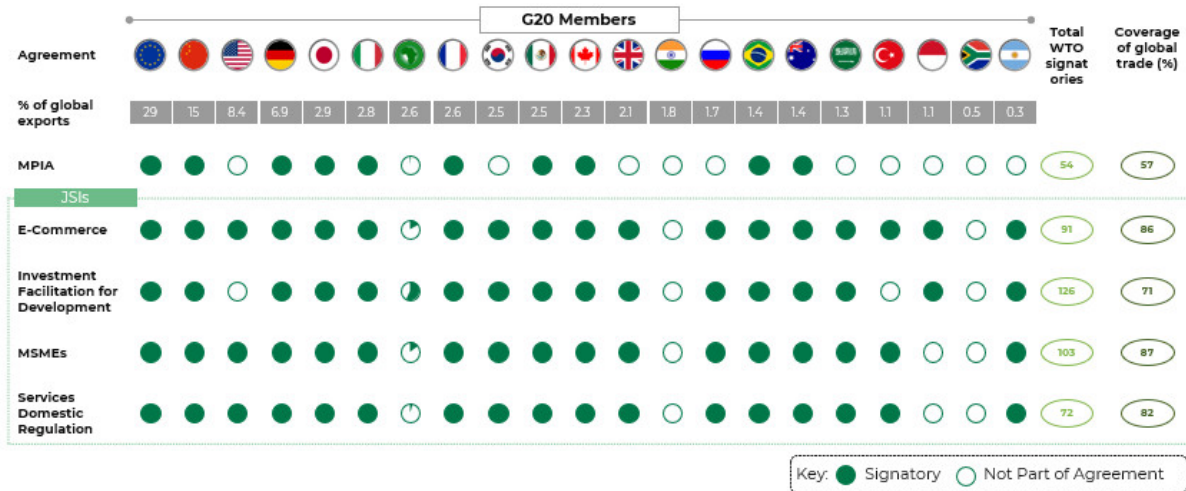 G20 Members
Agreement
Total
WTO
signat
ories
Coverage
of global
trade (%)
% of global
exports
29 15 8.4 6.9 2.9 2.8 2.6 2.6 2.5 2.5 2.3 2.1 1.8 1.7 1.4 1.4 1.3 1.1 1.1 0.5 0.3
MPIA 54 57
JSIs
E-Commerce 91 86
Investment
Facilitation for
Development
126 71
MSMEs 103 87
Services
Domestic
Regulation
72 82
Key: Signatory Not Part of Agreement